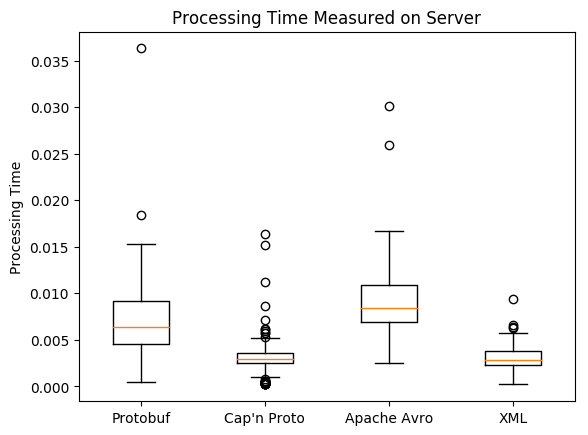 Processing Time Measured on Server
Processing Time
0.035
0.030
0.025
0.020
0.015
0.010
0.005
0.000
Protobuf
Cap'n Proto
Apache Avro
XML